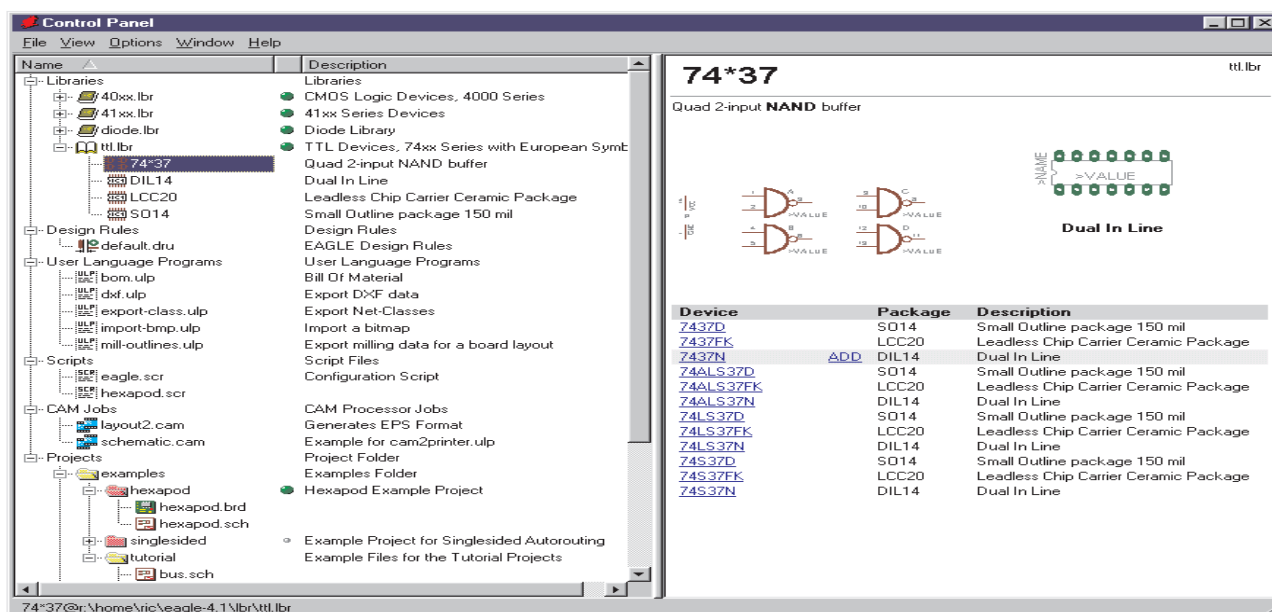 Control Panel
File View Options Window Help
Name Description
Libraries Libraries
40xx.lbr CMOS Logic Devices, 4000 Series
41xx.lbr 41xx Series Devices
diode.lbr Diode Library
ttl.lbr TTL Devices, 74xx Series with European Symb
74*37 Quad 2-input NAND buffer
DIL14 Dual In Line
LCC20 Leadless Chip Carrier Ceramic Package
SO14 Small Outline package 150 mil
Design Rules Design Rules
default.dru EAGLE Design Rules
User Language Programs User Language Programs
bom.ulp Bill Of Material
dxf.ulp Export DXF data
export-class.ulp Export Net-Classes
import-bmp.ulp Import a bitmap
mill-outlines.ulp Export milling data for a board layout
Scripts Script Files
eagle.scr Configuration Script
hexapod.scr
CAM Jobs CAM Processor Jobs
layout2.cam Generates EPS Format
schematic.cam Example for cam2printer.ulp
Projects Project Folder
examples Examples Folder
hexapod Hexapod Example Project
hexapod.brd
hexapod.sch
singlesided Example Project for Singlesided Autorouting
tutorial Example Files for the Tutorial Projects
bus.sch
74*37@r:\home\ric\eagle-4.1\lbr\ttl.lbr
74*37 ttl.lbr
Quad 2-input NAND buffer
A
>VALUE
C
>VALUE
B
>VALUE
D
>VALUE
>NAME
>VALUE
Dual In Line
Device Package Description
7437D SO14 Small Outline package 150 mil
7437FK LCC20 Leadless Chip Carrier Ceramic Package
7437N ADD DIL14 Dual In Line
74ALS37D SO14 Small Outline package 150 mil
74ALS37FK LCC20 Leadless Chip Carrier Ceramic Package
74ALS37N DIL14 Dual In Line
74LS37D SO14 Small Outline package 150 mil
74LS37FK LCC20 Leadless Chip Carrier Ceramic Package
74LS37N DIL14 Dual In Line
74S37D SO14 Small Outline package 150 mil
74S37FK LCC20 Leadless Chip Carrier Ceramic Package
74S37N DIL14 Dual In Line